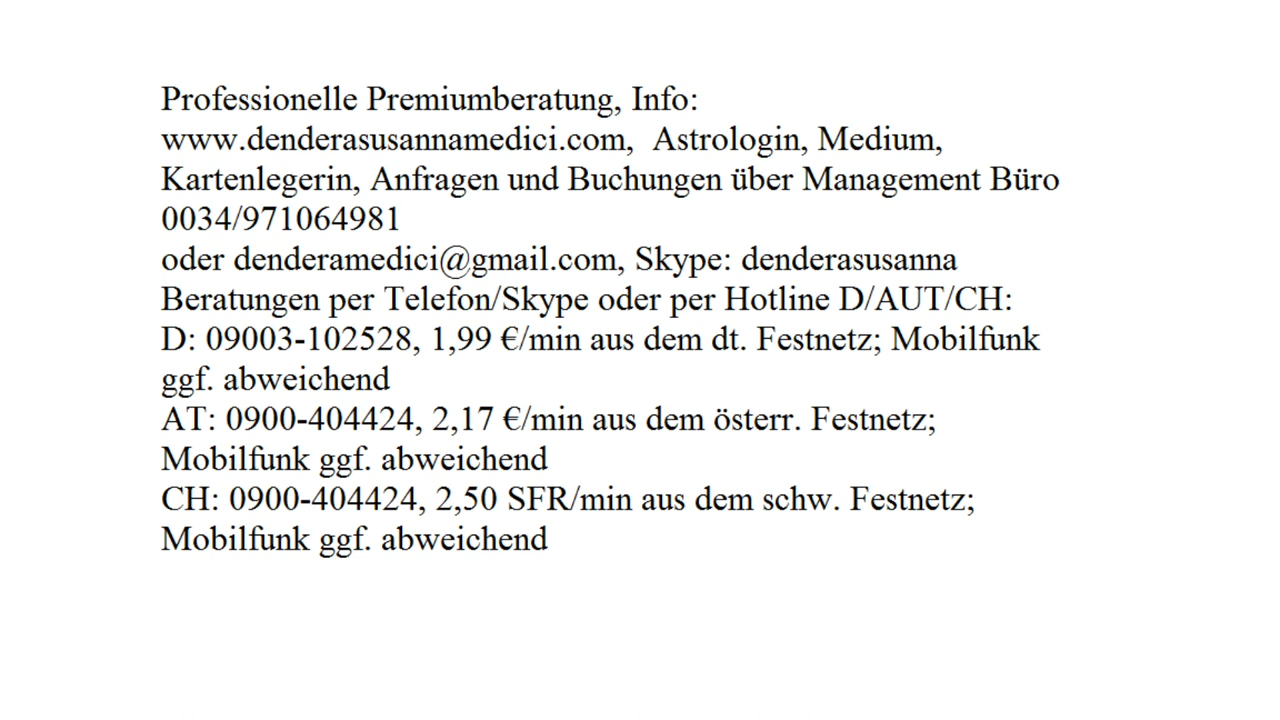 Professionelle Premiumberatung, Info:
www.denderasusannamedici.com,  Astrologin, Medium,
Kartenlegerin, Anfragen und Buchungen über Management Büro
0034/971064981
oder denderamedici@gmail.com, Skype: denderasusanna
Beratungen per Telefon/Skype oder per Hotline D/AUT/CH:
D: 09003-102528, 1,99 €/min aus dem dt. Festnetz; Mobilfunk
ggf. abweichend
AT: 0900-404424, 2,17 €/min aus dem österr. Festnetz;
Mobilfunk ggf. abweichend
CH: 0900-404424, 2,50 SFR/min aus dem schw. Festnetz;
Mobilfunk ggf. abweichend